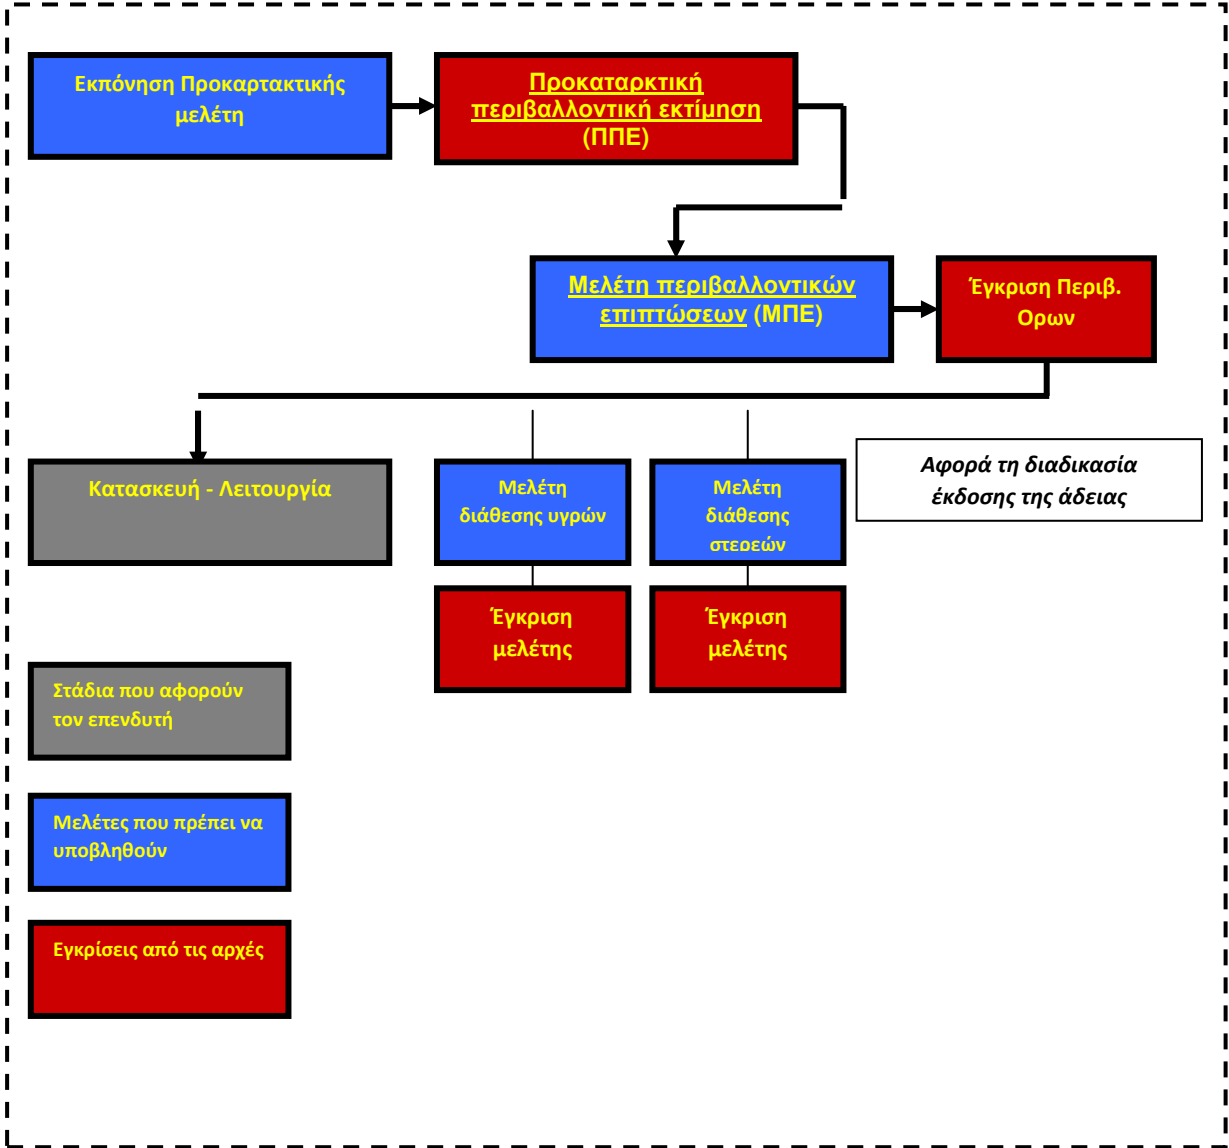 Εκπόνηση Προκαρτακτικής
μελέτη
Προκαταρκτική
περιβαλλοντική εκτίμηση
(ΠΠΕ)
Μελέτη περιβαλλοντικών
επιπτώσεων (ΜΠΕ)
Έγκριση Περιβ.
Ορων
Κατασκευή - Λειτουργία
Μελέτη
διάθεσης υγρών
Μελέτη
διάθεσης
στερεών
Αφορά τη διαδικασία
έκδοσης της άδειας
Έγκριση
μελέτης
Έγκριση
μελέτης
Στάδια που αφορούν
τον επενδυτή
Μελέτες που πρέπει να
υποβληθούν
Εγκρίσεις από τις αρχές